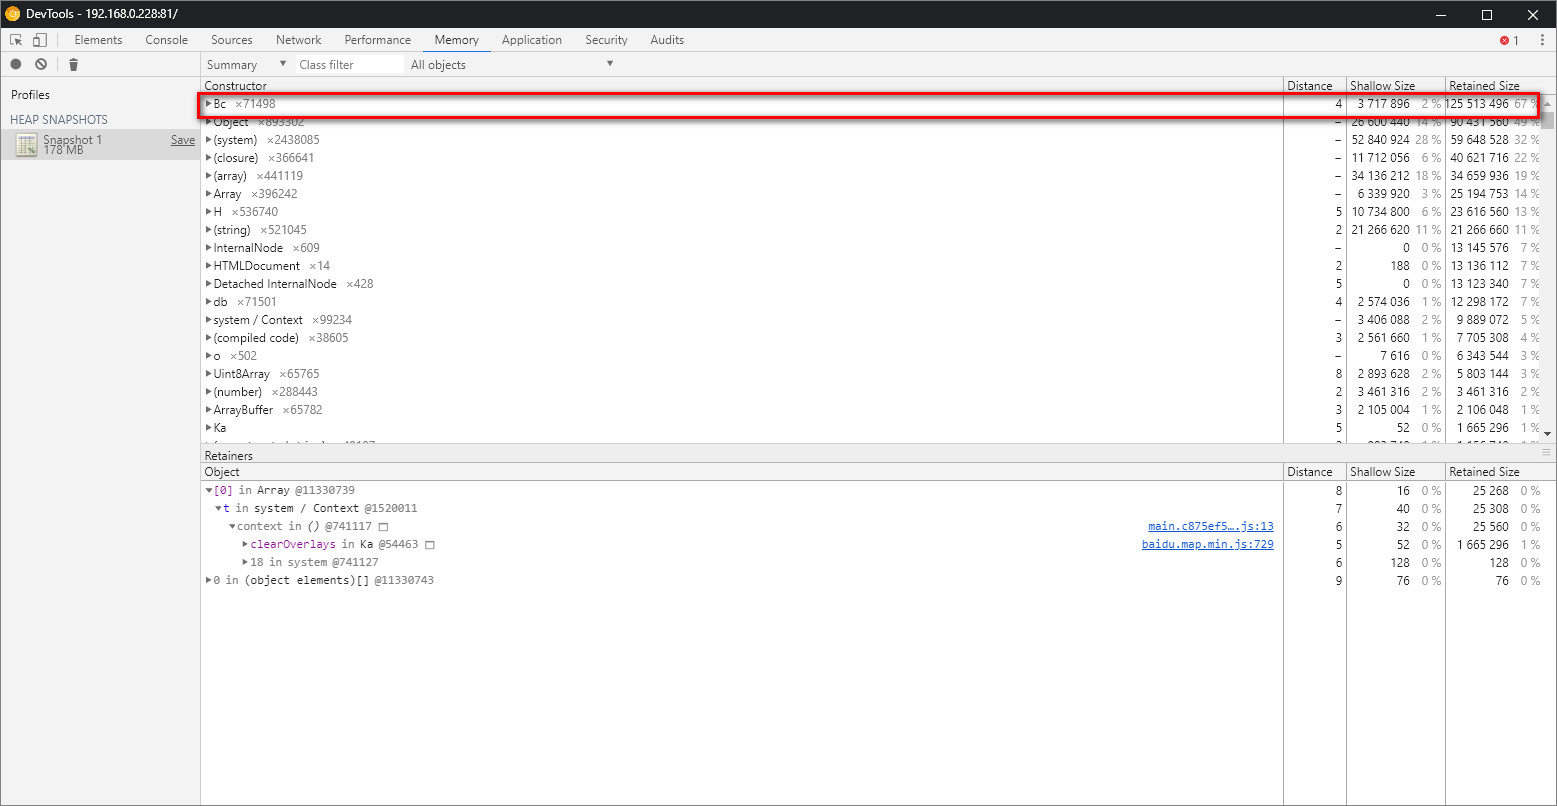 DevTools - 192.168.0.228:81/
Elements Console Sources Network Performance Memory Application Security Audits 1
Summary Class filter All objects
Profiles
HEAP SNAPSHOTS
Snapshot 1 Save
178 MB
Constructor Distance Shallow Size Retained Size
Bc ×71498 4 3 717 896 2 % 125 513 496 67 %
Object ×893302 – 26 600 440 14 % 90 431 560 49 %
(system) ×2438085 – 52 840 924 28 % 59 648 528 32 %
(closure) ×366641 – 11 712 056 6 % 40 621 716 22 %
(array) ×441119 – 34 136 212 18 % 34 659 936 19 %
Array ×396242 – 6 339 920 3 % 25 194 753 14 %
H ×536740 5 10 734 800 6 % 23 616 560 13 %
(string) ×521045 2 21 266 620 11 % 21 266 660 11 %
InternalNode ×609 – 0 0 % 13 145 576 7 %
HTMLDocument ×14 2 188 0 % 13 136 112 7 %
Detached InternalNode ×428 5 0 0 % 13 123 340 7 %
db ×71501 4 2 574 036 1 % 12 298 172 7 %
system / Context ×99234 – 3 406 088 2 % 9 889 072 5 %
(compiled code) ×38605 3 2 561 660 1 % 7 705 308 4 %
o ×502 – 7 616 0 % 6 343 544 3 %
Uint8Array ×65765 8 2 893 628 2 % 5 803 144 3 %
(number) ×288443 2 3 461 316 2 % 3 461 316 2 %
ArrayBuffer ×65782 3 2 105 004 1 % 2 106 048 1 %
Ka 5 52 0 % 1 665 296 1 %
Retainers
Object Distance Shallow Size Retained Size
[0] in Array @11330739 8 16 0 % 25 268 0 %
t in system / Context @1520011 7 40 0 % 25 308 0 %
context in () @741117 main.c875ef5….js:13 6 32 0 % 25 560 0 %
clearOverlays in Ka @54463 baidu.map.min.js:729 5 52 0 % 1 665 296 1 %
18 in system @741127 6 128 0 % 128 0 %
0 in (object elements)[] @11330743 9 76 0 % 76 0 %